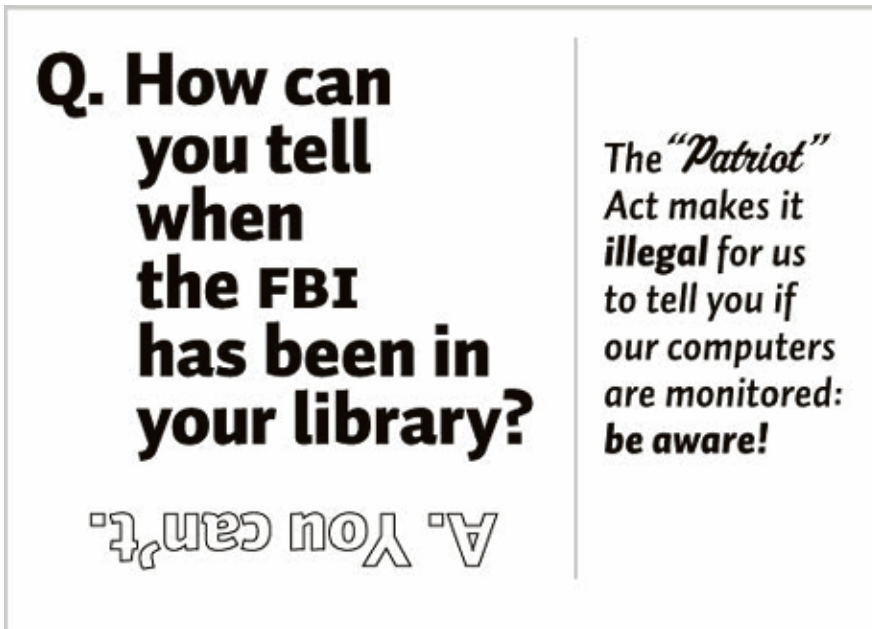 Q. How can
you tell
when
the FBI
has been in
your library?
A. You can't.
The "Patriot"
Act makes it
illegal for us
to tell you if
our computers
are monitored:
be aware!